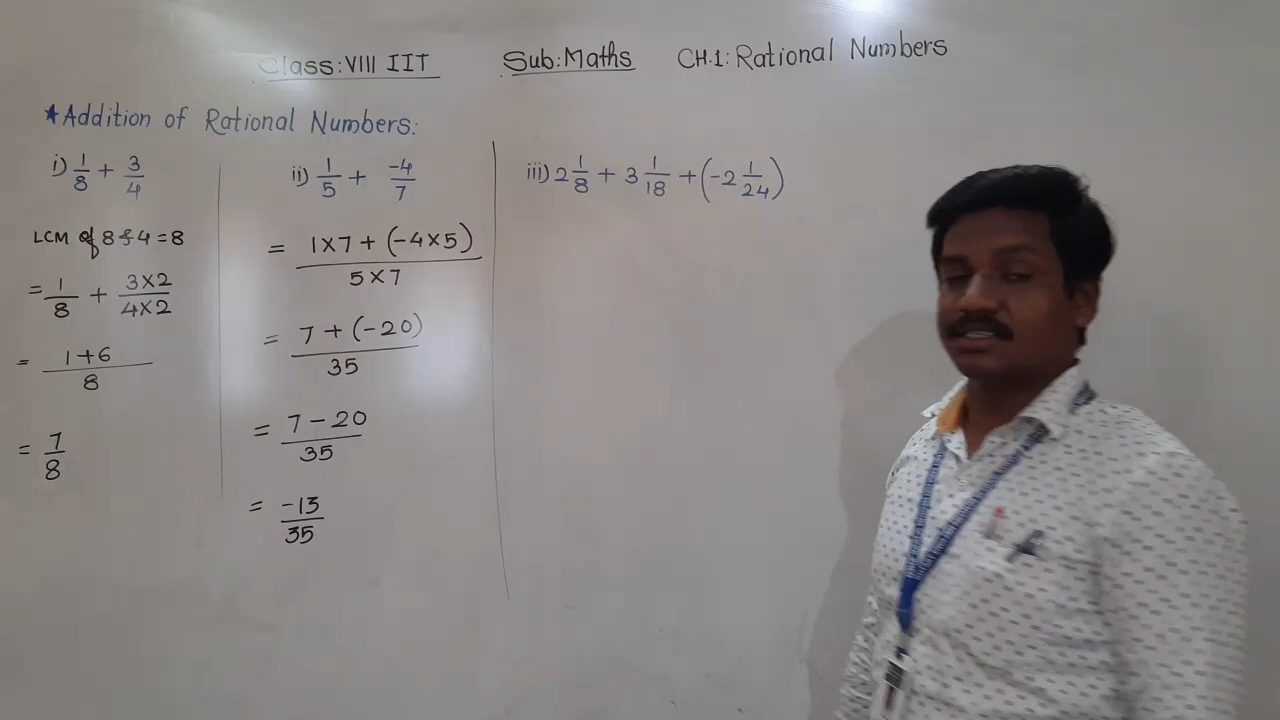 Class:VIII IIT Sub:Maths CH.1: Rational Numbers
★Addition of Rational Numbers:
i) 1/8 + 3/4
LCM of 8 & 4 = 8
= 1/8 + 3×2/4×2
= 1+6/8
= 7/8
ii) 1/5 + -4/7
= 1×7 + (-4×5)/5×7
= 7 + (-20)/35
= 7 - 20/35
= -13/35
iii) 2 1/8 + 3 1/18 + (-2 1/24)